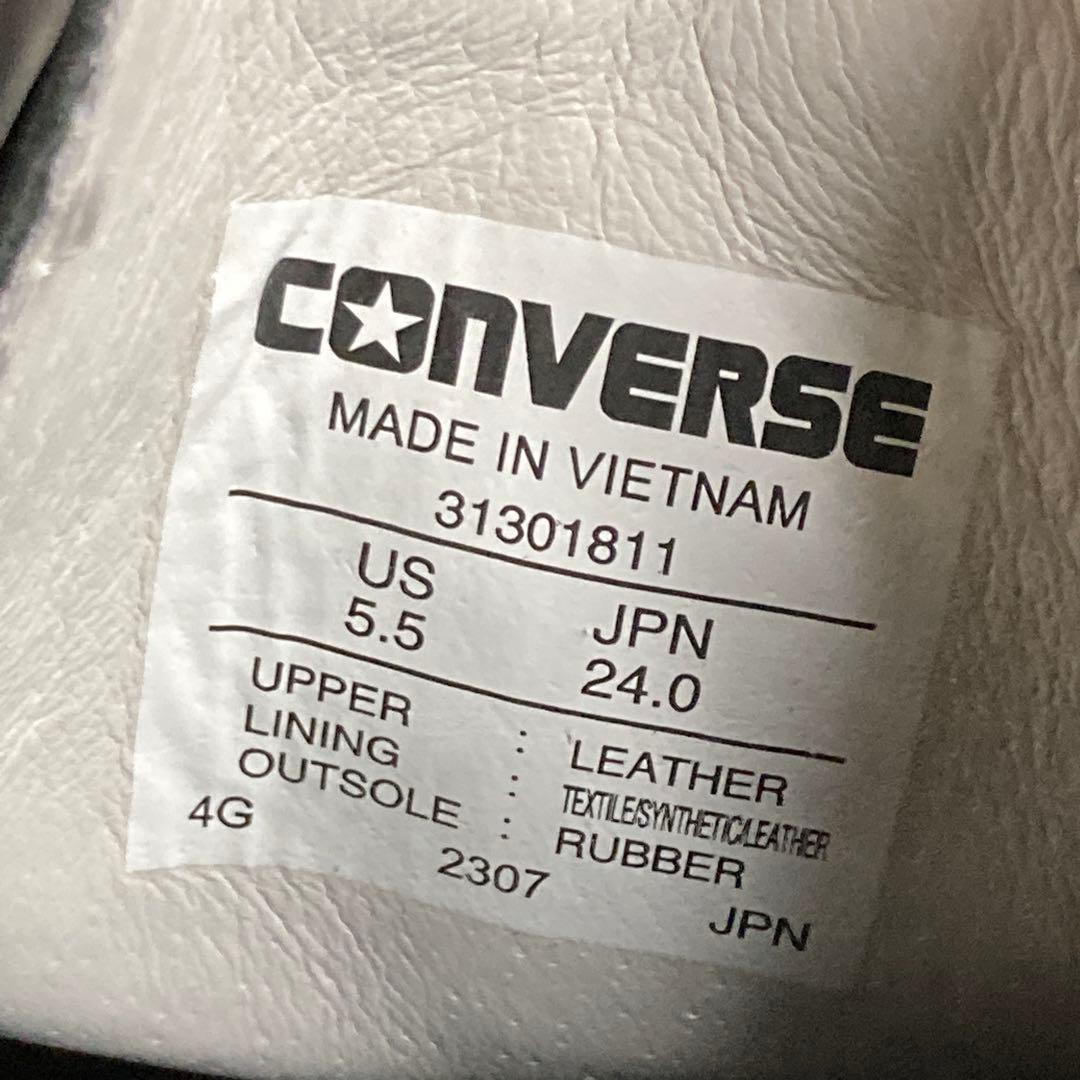 CONVERSE
MADE IN VIETNAM
31301811
US JPN
5.5 24.0
UPPER : LEATHER
LINING : TEXTILE/SYNTHETIC/LEATHER
OUTSOLE : RUBBER
4G 2307 JPN